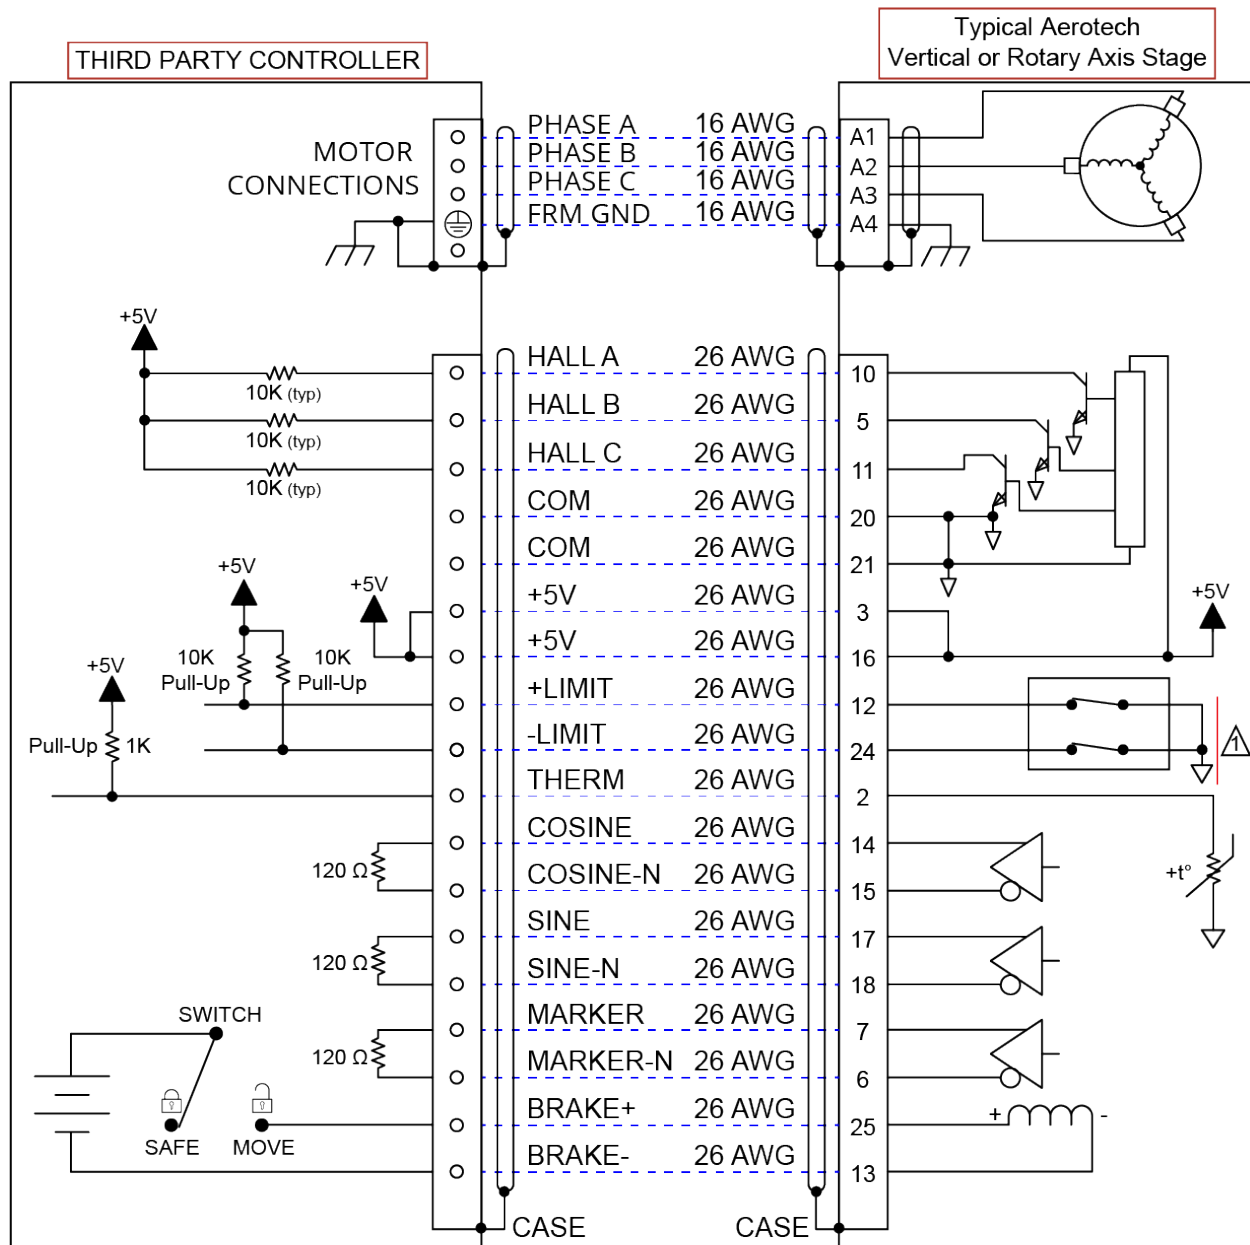 THIRD PARTY CONTROLLER
Typical Aerotech
Vertical or Rotary Axis Stage
MOTOR
CONNECTIONS
PHASE A 16 AWG A1
PHASE B 16 AWG A2
PHASE C 16 AWG A3
FRM GND 16 AWG A4
+5V
10K (typ)
10K (typ)
10K (typ)
HALL A 26 AWG 10
HALL B 26 AWG 5
HALL C 26 AWG 11
COM 26 AWG 20
COM 26 AWG 21
+5V 26 AWG 3
+5V 26 AWG 16
+5V
+5V
+5V
10K
Pull-Up
10K
Pull-Up
+5V
Pull-Up 1K
+LIMIT 26 AWG 12
-LIMIT 26 AWG 24
1
THERM 26 AWG 2
+t°
COSINE 26 AWG 14
120 Ω
COSINE-N 26 AWG 15
SINE 26 AWG 17
120 Ω
SINE-N 26 AWG 18
MARKER 26 AWG 7
120 Ω
MARKER-N 26 AWG 6
SWITCH
SAFE MOVE
BRAKE+ 26 AWG 25
+ -
BRAKE- 26 AWG 13
CASE CASE